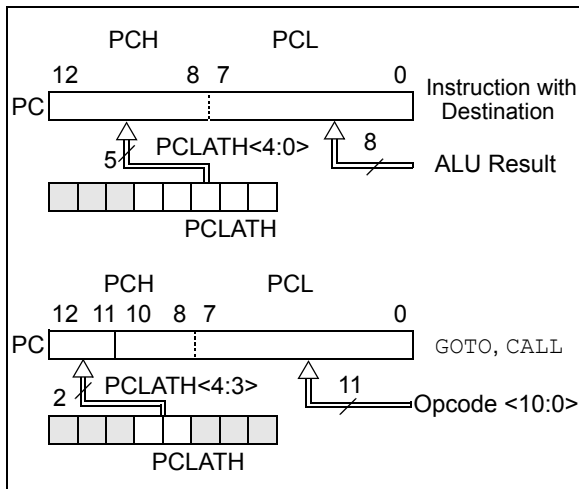 PCH PCL
12 8 7 0
PC
Instruction with
Destination
5 PCLATH<4:0> 8
ALU Result
PCLATH
PCH PCL
12 11 10 8 7 0
PC GOTO, CALL
2 PCLATH<4:3> 11
Opcode <10:0>
PCLATH